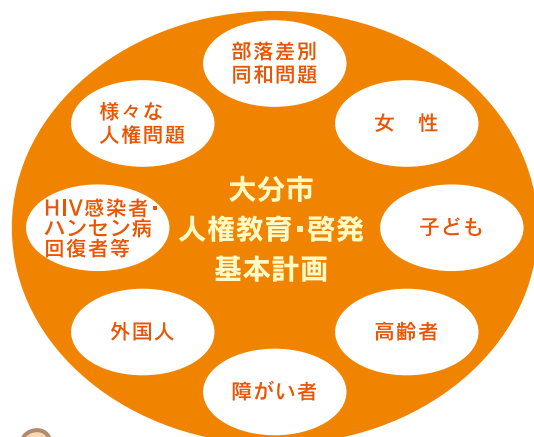 部落差別
同和問題
様々な
人権問題
女　性
大分市
人権教育・啓発
基本計画
HIV感染者・
ハンセン病
回復者等
子ども
外国人
高齢者
障がい者